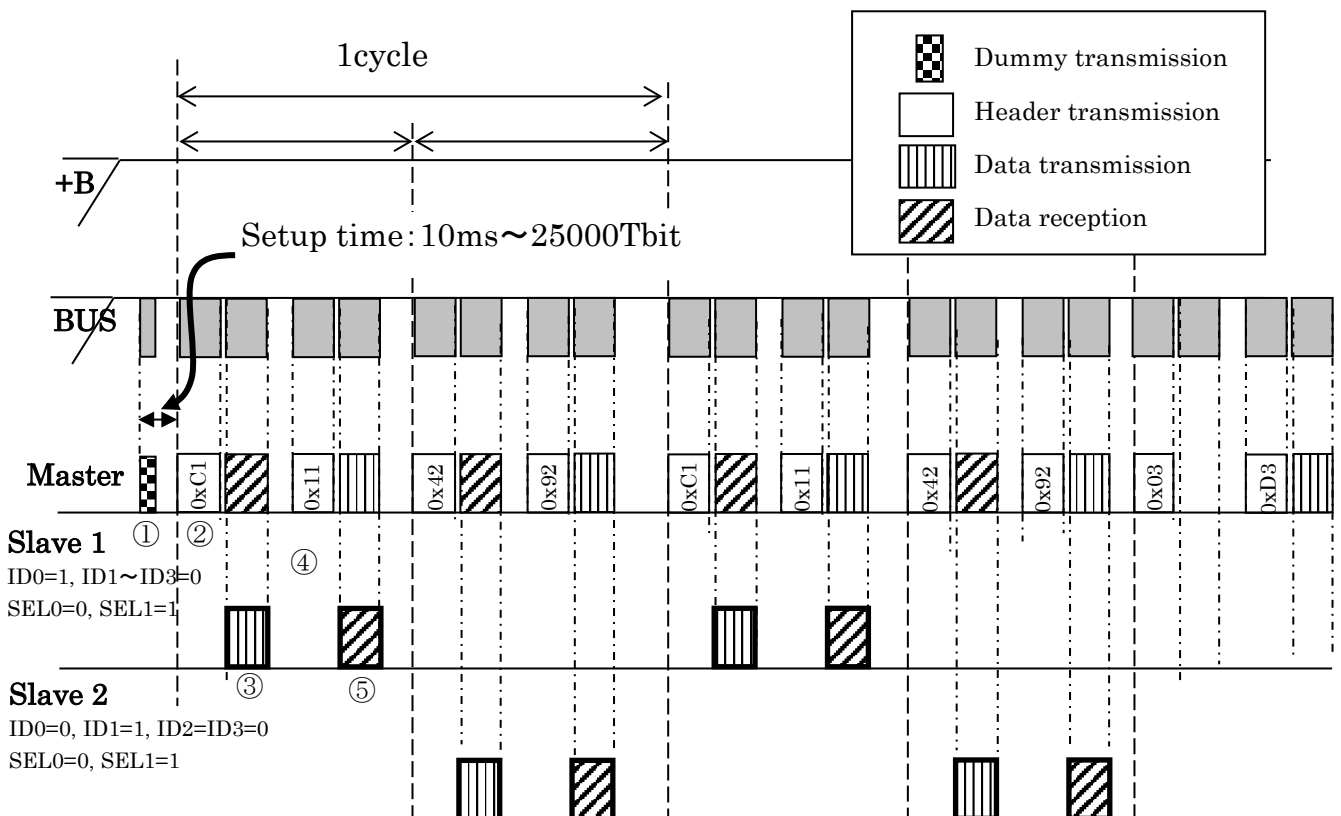 1cycle
Dummy transmission
Header transmission
Data transmission
Data reception
+B
Setup time:10ms～25000Tbit
BUS
Master
0xC1
0x11
0x42
0x92
0xC1
0x11
0x42
0x92
0x03
0xD3
① ②
Slave 1
④
ID0=1, ID1～ID3=0
SEL0=0, SEL1=1
③ ⑤
Slave 2
ID0=0, ID1=1, ID2=ID3=0
SEL0=0, SEL1=1